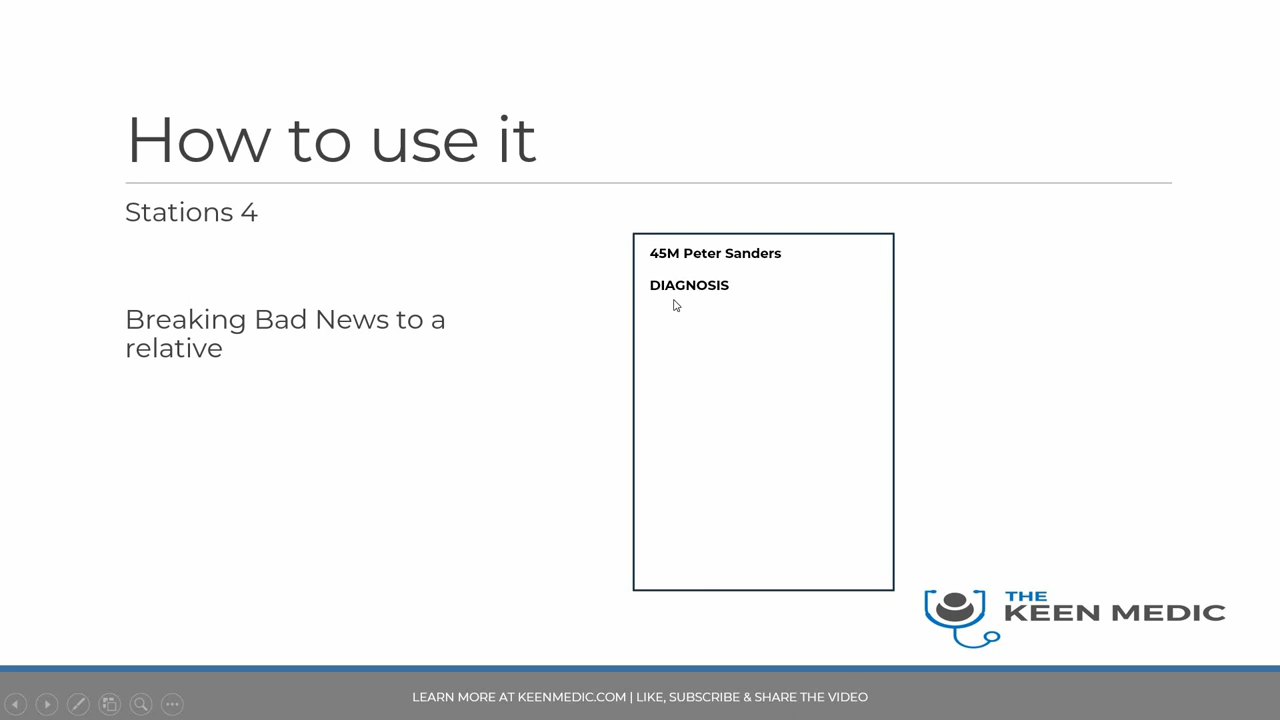 How to use it
Stations 4
Breaking Bad News to a
relative
45M Peter Sanders
DIAGNOSIS
THE
KEEN MEDIC
LEARN MORE AT KEENMEDIC.COM | LIKE, SUBSCRIBE & SHARE THE VIDEO